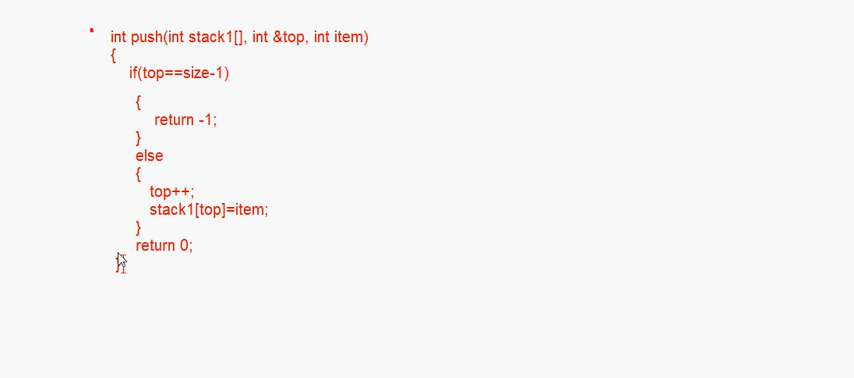 • int push(int stack1[], int &top, int item)
{
if(top==size-1)
{
return -1;
}
else
{
top++;
stack1[top]=item;
}
return 0;
}